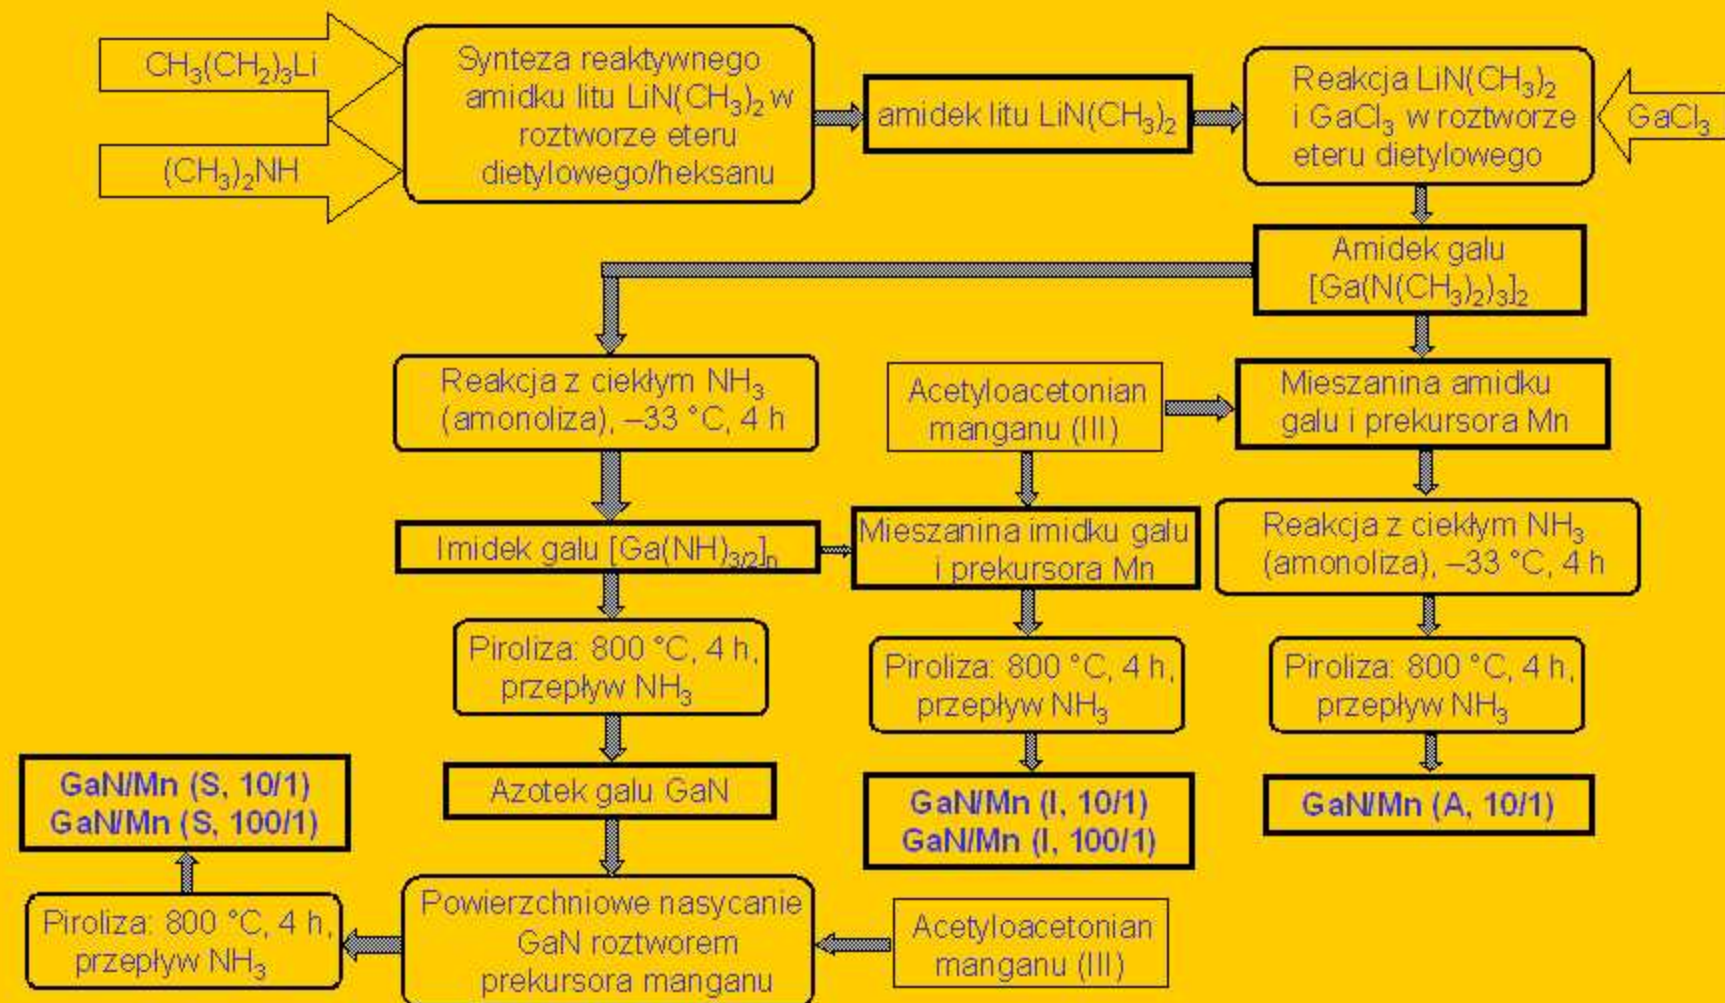 CH₃(CH₂)₃Li
(CH₃)₂NH
Synteza reaktywnego
amidku litu LiN(CH₃)₂ w
roztworze eteru
dietylowego/heksanu
amidek litu LiN(CH₃)₂
Reakcja LiN(CH₃)₂
i GaCl₃ w roztworze
eteru dietylowego
GaCl₃
Amidek galu
[Ga(N(CH₃)₂)₃]₂
Reakcja z ciekłym NH₃
(amonoliza), –33 °C, 4 h
Acetyloacetonian
manganu (III)
Mieszanina amidku
galu i prekursora Mn
Imidek galu [Ga(NH)₃/₂]ₙ
Mieszanina imidku galu
i prekursora Mn
Reakcja z ciekłym NH₃
(amonoliza), –33 °C, 4 h
Piroliza: 800 °C, 4 h,
przepływ NH₃
Piroliza: 800 °C, 4 h,
przepływ NH₃
Piroliza: 800 °C, 4 h,
przepływ NH₃
GaN/Mn (S, 10/1)
GaN/Mn (S, 100/1)
Azotek galu GaN
GaN/Mn (I, 10/1)
GaN/Mn (I, 100/1)
GaN/Mn (A, 10/1)
Piroliza: 800 °C, 4 h,
przepływ NH₃
Powierzchniowe nasycanie
GaN roztworem
prekursora manganu
Acetyloacetonian
manganu (III)